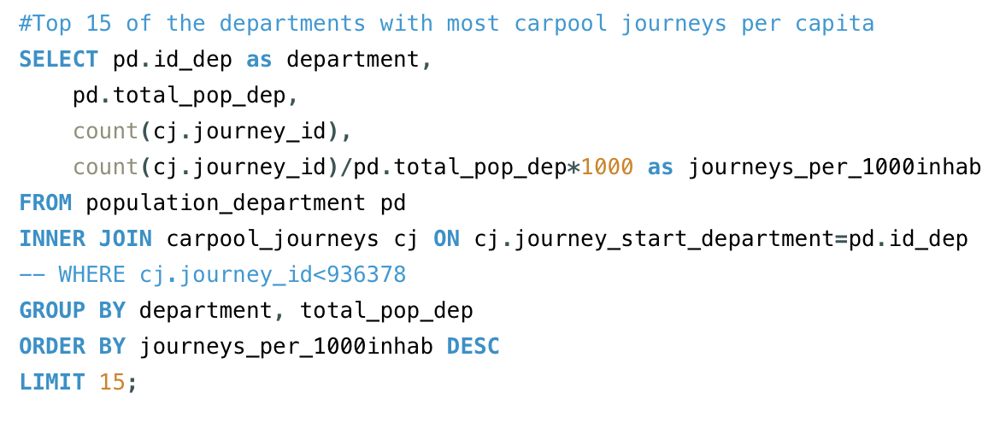 #Top 15 of the departments with most carpool journeys per capita
SELECT pd.id_dep as department,
    pd.total_pop_dep,
    count(cj.journey_id),
    count(cj.journey_id)/pd.total_pop_dep*1000 as journeys_per_1000inhab
FROM population_department pd
INNER JOIN carpool_journeys cj ON cj.journey_start_department=pd.id_dep
-- WHERE cj.journey_id<936378
GROUP BY department, total_pop_dep
ORDER BY journeys_per_1000inhab DESC
LIMIT 15;